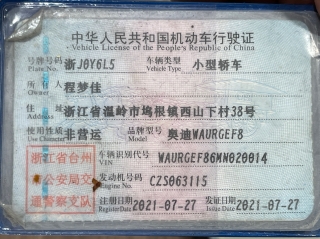 中华人民共和国机动车行驶证
Vehicle License of the People's Republic of China
号牌号码 浙J0Y6L5 车辆类型 小型轿车
Plate No. Vehicle Type
所有人 程梦佳
Owner
住址 浙江省温岭市坞根镇西山下村38号
Address
使用性质 非营运 品牌型号 奥迪WAURGEF8
Use Character Model
浙江省台州
市公安局交
通警察支队
车辆识别代号 WAURGEF86MN020014
VIN
发动机号码 CZS063115
Engine No.
注册日期 2021-07-27 发证日期 2021-07-27
Register Date Issue Date